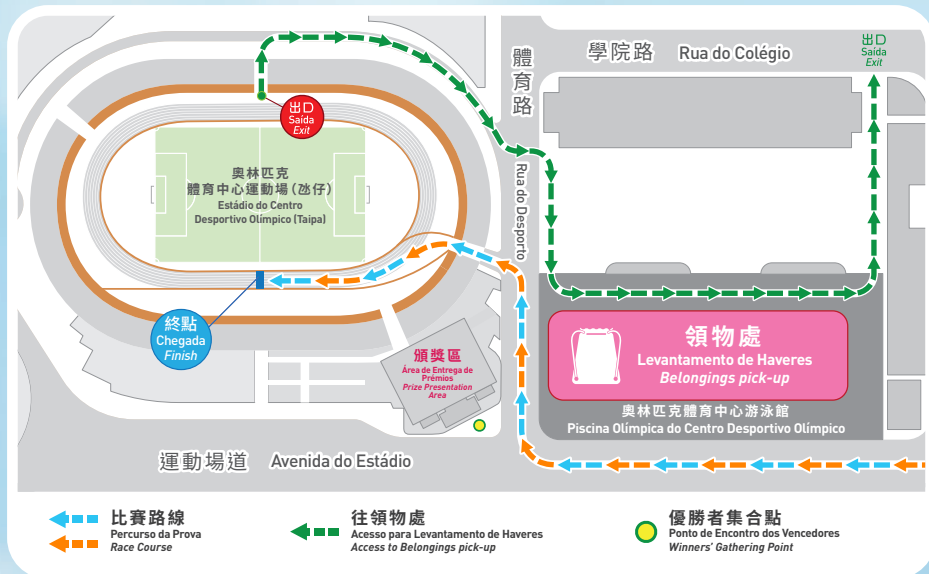 學院路 Rua do Colégio
出口
Saída
Exit
體育路
Rua do Desporto
出口
Saída
Exit
奧林匹克
體育中心運動場(氹仔)
Estádio do Centro
Desportivo Olímpico (Taipa)
終點
Chegada
Finish
頒獎區
Área de Entrega de
Prémios
Prize Presentation
Area
領物處
Levantamento de Haveres
Belongings pick-up
奧林匹克體育中心游泳館
Piscina Olímpica do Centro Desportivo Olímpico
運動場道 Avenida do Estádio
比賽路線
Percurso da Prova
Race Course
往領物處
Acesso para Levantamento de Haveres
Access to Belongings pick-up
優勝者集合點
Ponto de Encontro dos Vencedores
Winners' Gathering Point